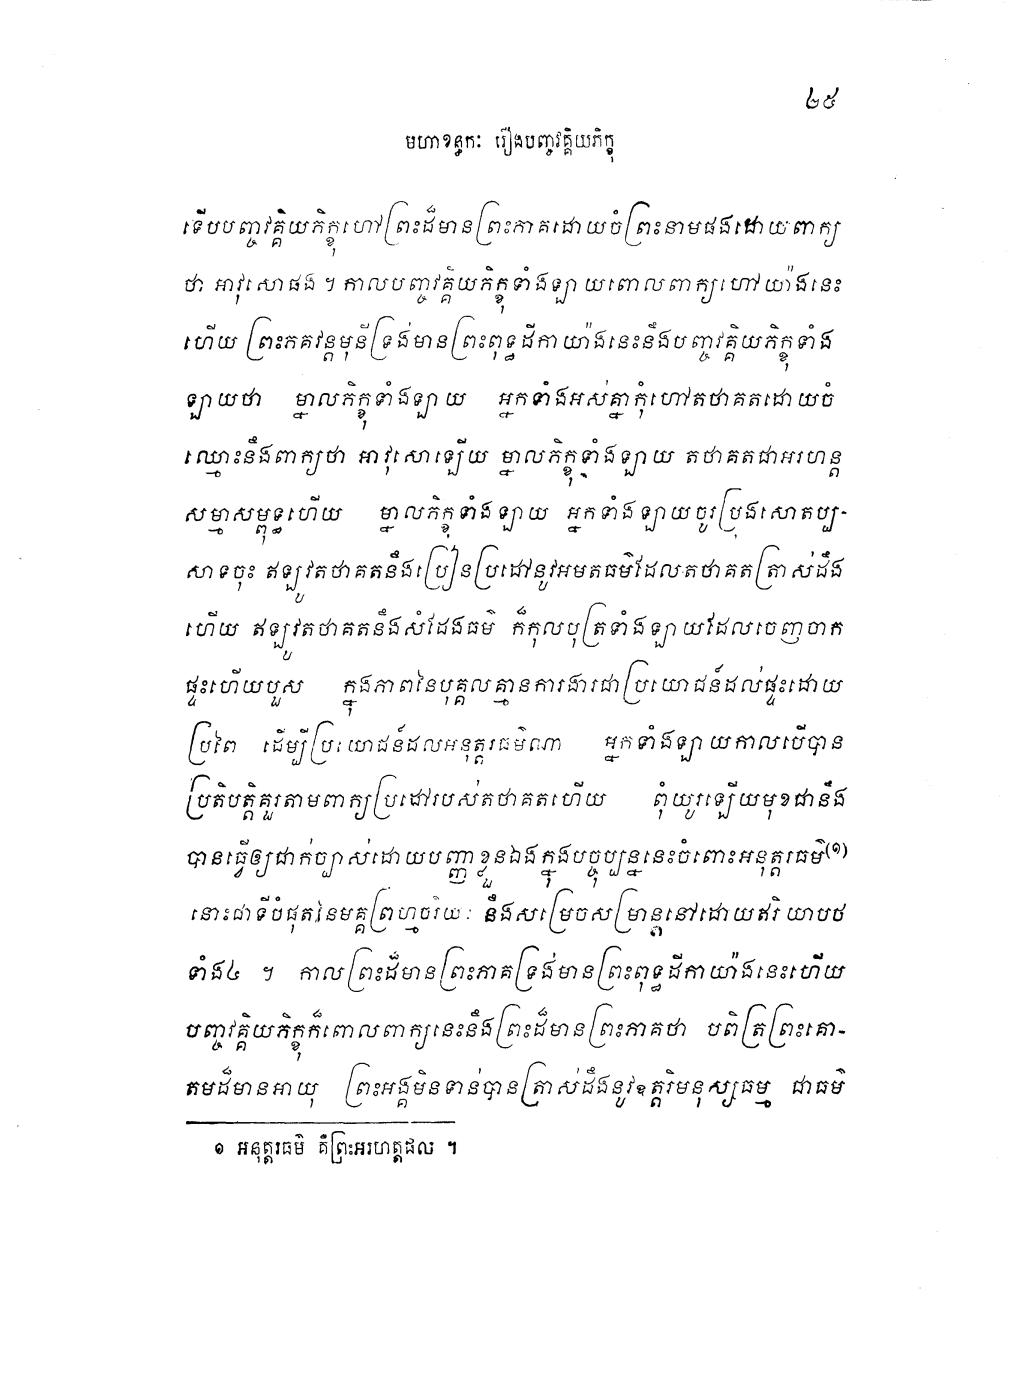 ២៥
មហាខន្ធកៈ រឿងបញ្ចវគ្គិយភិក្ខុ
ទើបបញ្ចវគ្គិយភិក្ខុហៅព្រះដ៏មានព្រះភាគដោយចំព្រះនាមផងដោយពាក្យ
ថា អាវុសោផង ។ កាលបញ្ចវគ្គិយភិក្ខុទាំងឡាយពោលពាក្យហៅយ៉ាងនេះ
ហើយ ព្រះភគវន្តមុនីទ្រង់មានព្រះពុទ្ធដីកាយ៉ាងនេះនឹងបញ្ចវគ្គិយភិក្ខុទាំង
ឡាយថា ម្នាលភិក្ខុទាំងឡាយ អ្នកទាំងអស់គ្នាកុំហៅតថាគតដោយចំ
ឈ្មោះនឹងពាក្យថា អាវុសោឡើយ ម្នាលភិក្ខុទាំងឡាយ តថាគតជាអរហន្ត
សម្មាសម្ពុទ្ធហើយ ម្នាលភិក្ខុទាំងឡាយ អ្នកទាំងឡាយចូរប្រុងសោតប្ប-
សាទចុះ ឥឡូវតថាគតនឹងប្រៀនប្រដៅនូវអមតធម៌ដែលតថាគតត្រាស់ដឹង
ហើយ ឥឡូវតថាគតនឹងសំដែងធម៌ ក៏កុលបុត្រទាំងឡាយដែលចេញចាក
ផ្ទះហើយបួស ក្នុងភាពនៃបុគ្គលគ្មានការងារជាប្រយោជន៍ដល់ផ្ទះដោយ
ប្រពៃ ដើម្បីប្រយោជន៍ដលអនុត្តរធម៌ណា អ្នកទាំងឡាយកាលបើបាន
ប្រតិបត្តិគួរតាមពាក្យប្រដៅរបស់តថាគតហើយ ពុំយូរឡើយមុខជានឹង
បានធ្វើឲ្យជាក់ច្បាស់ដោយបញ្ញាខ្លួនឯងក្នុងបច្ចុប្បន្ននេះចំពោះអនុត្តរធម៌(១)
នោះជាទីបំផុតនៃមគ្គព្រហ្មចរិយៈ នឹងសម្រេចសម្រាន្តនៅដោយឥរិយាបថ
ទាំង៤ ។ កាលព្រះដ៏មានព្រះភាគទ្រង់មានព្រះពុទ្ធដីកាយ៉ាងនេះហើយ
បញ្ចវគ្គិយភិក្ខុក៏ពោលពាក្យនេះនឹងព្រះដ៏មានព្រះភាគថា បពិត្រព្រះគោ-
តមដ៏មានអាយុ ព្រះអង្គមិនទាន់បានត្រាស់ដឹងនូវឧត្តរិមនុស្សធម្ម ជាធម៌
១ អនុត្តរធម៌ គឺព្រះអរហត្តផល ។